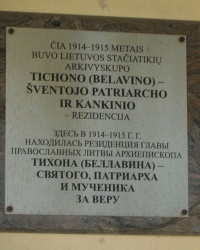 ČIA 1914–1915 METAIS
BUVO LIETUVOS STAČIATIKIŲ
ARKIVYSKUPO
TICHONO (BELAVINO) –
ŠVENTOJO PATRIARCHO
IR KANKINIO
– REZIDENCIJA
ЗДЕСЬ В 1914–1915 Г. Г.
НАХОДИЛАСЬ РЕЗИДЕНЦИЯ ГЛАВЫ
ПРАВОСЛАВНЫХ ЛИТВЫ АРХИЕПИСКОПА
ТИХОНА (БЕЛЛАВИНА) –
СВЯТОГО, ПАТРИАРХА
И МУЧЕНИКА
ЗА ВЕРУ